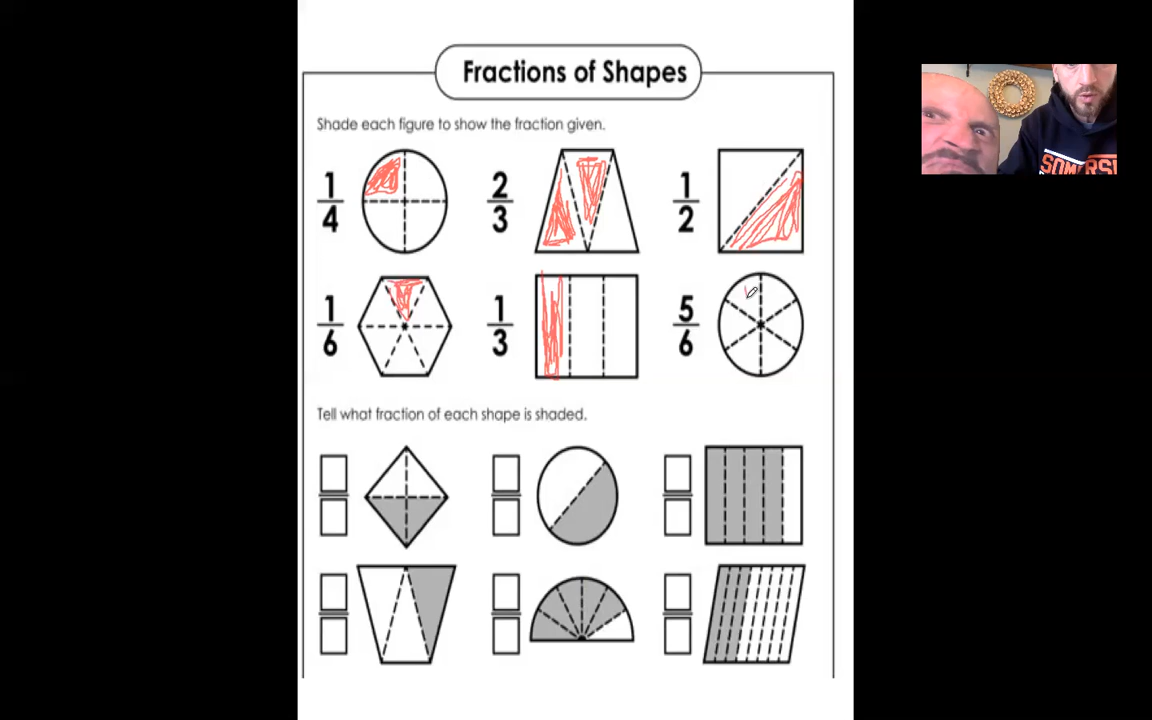 Fractions of Shapes
Shade each figure to show the fraction given.
1/4 2/3 1/2
1/6 1/3 5/6
Tell what fraction of each shape is shaded.